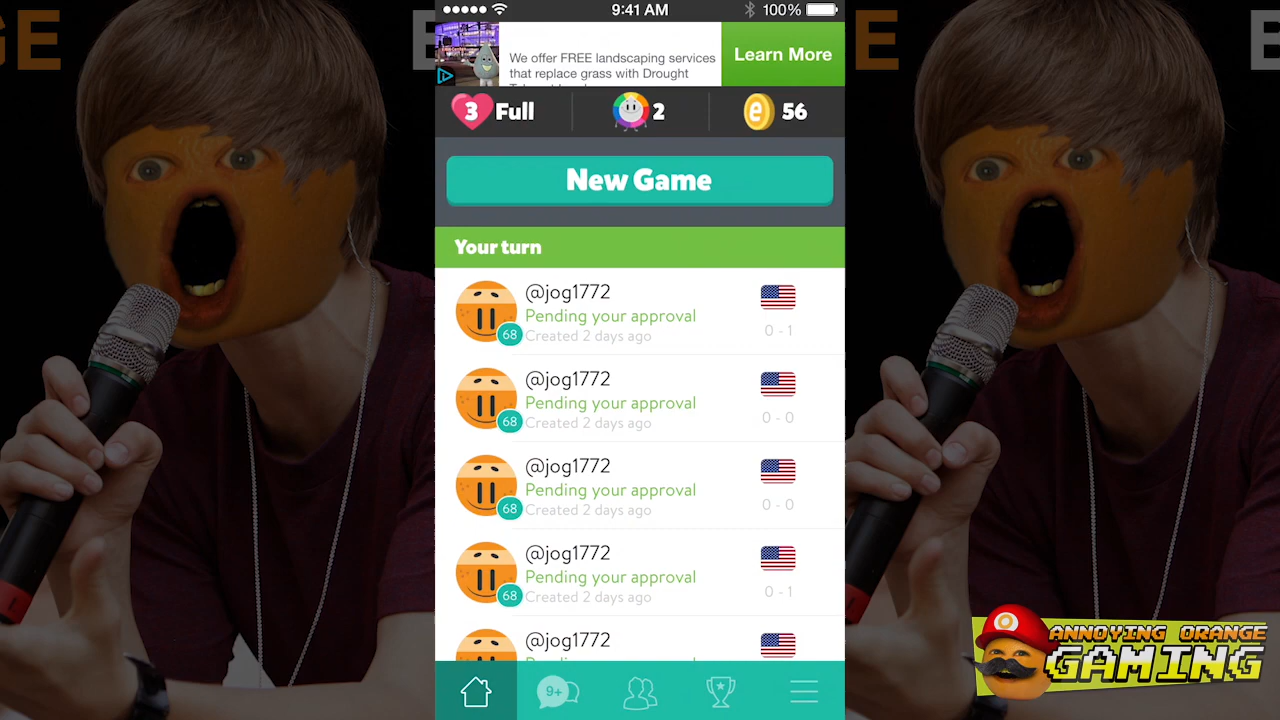 9:41 AM
100%
We offer FREE landscaping services
that replace grass with Drought
Learn More
3 Full
2
e 56
New Game
Your turn
@jog1772
Pending your approval
68 Created 2 days ago
0 - 1
@jog1772
Pending your approval
68 Created 2 days ago
0 - 0
@jog1772
Pending your approval
68 Created 2 days ago
0 - 0
@jog1772
Pending your approval
68 Created 2 days ago
0 - 1
@jog1772
9+
ANNOYING ORANGE
GAMING